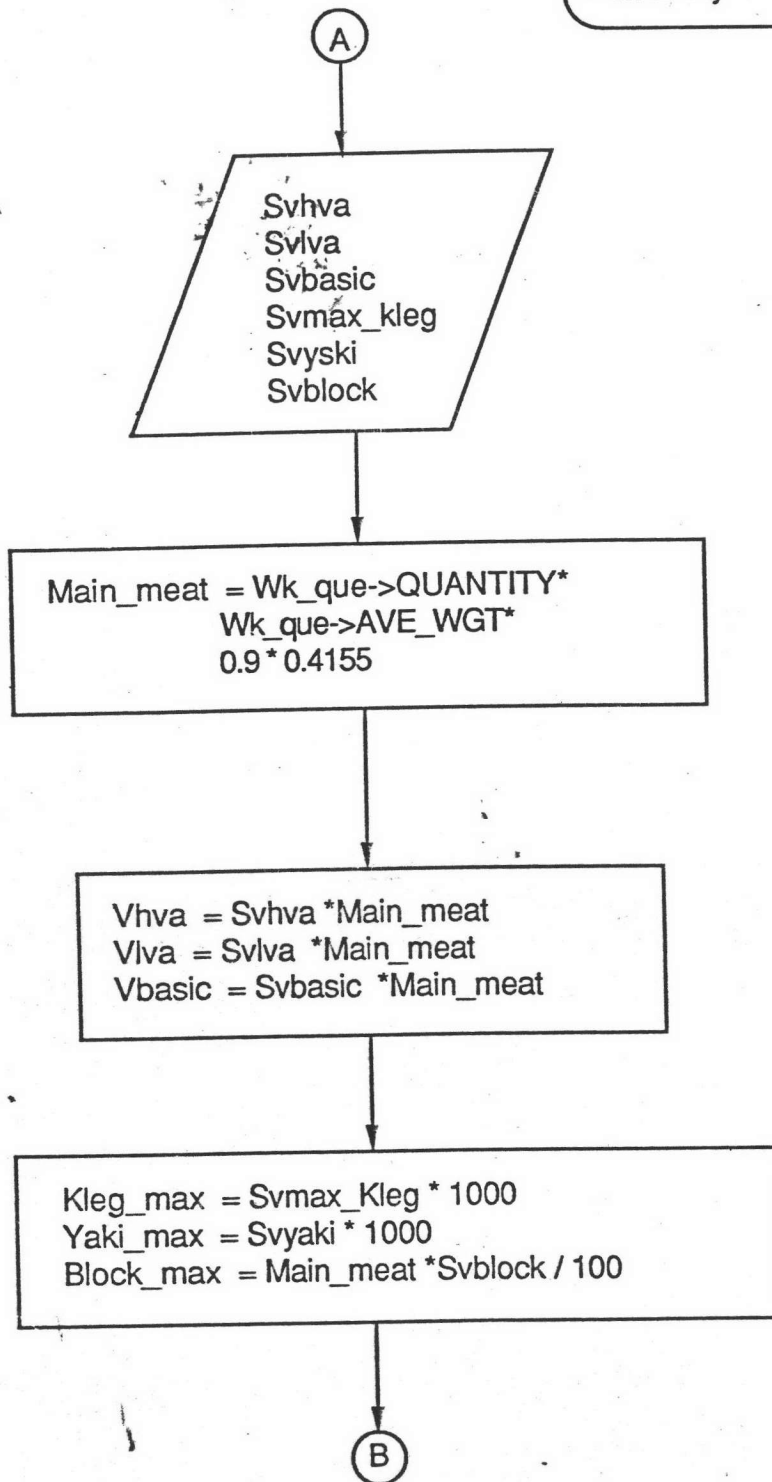 A
Svhva
Svlva
Svbasic
Svmax_kleg
Svyski
Svblock
Main_meat = Wk_que->QUANTITY*
Wk_que->AVE_WGT*
0.9 * 0.4155
Vhva = Svhva *Main_meat
Vlva = Svlva *Main_meat
Vbasic = Svbasic *Main_meat
Kleg_max = Svmax_Kleg * 1000
Yaki_max = Svyaki * 1000
Block_max = Main_meat *Svblock / 100
B